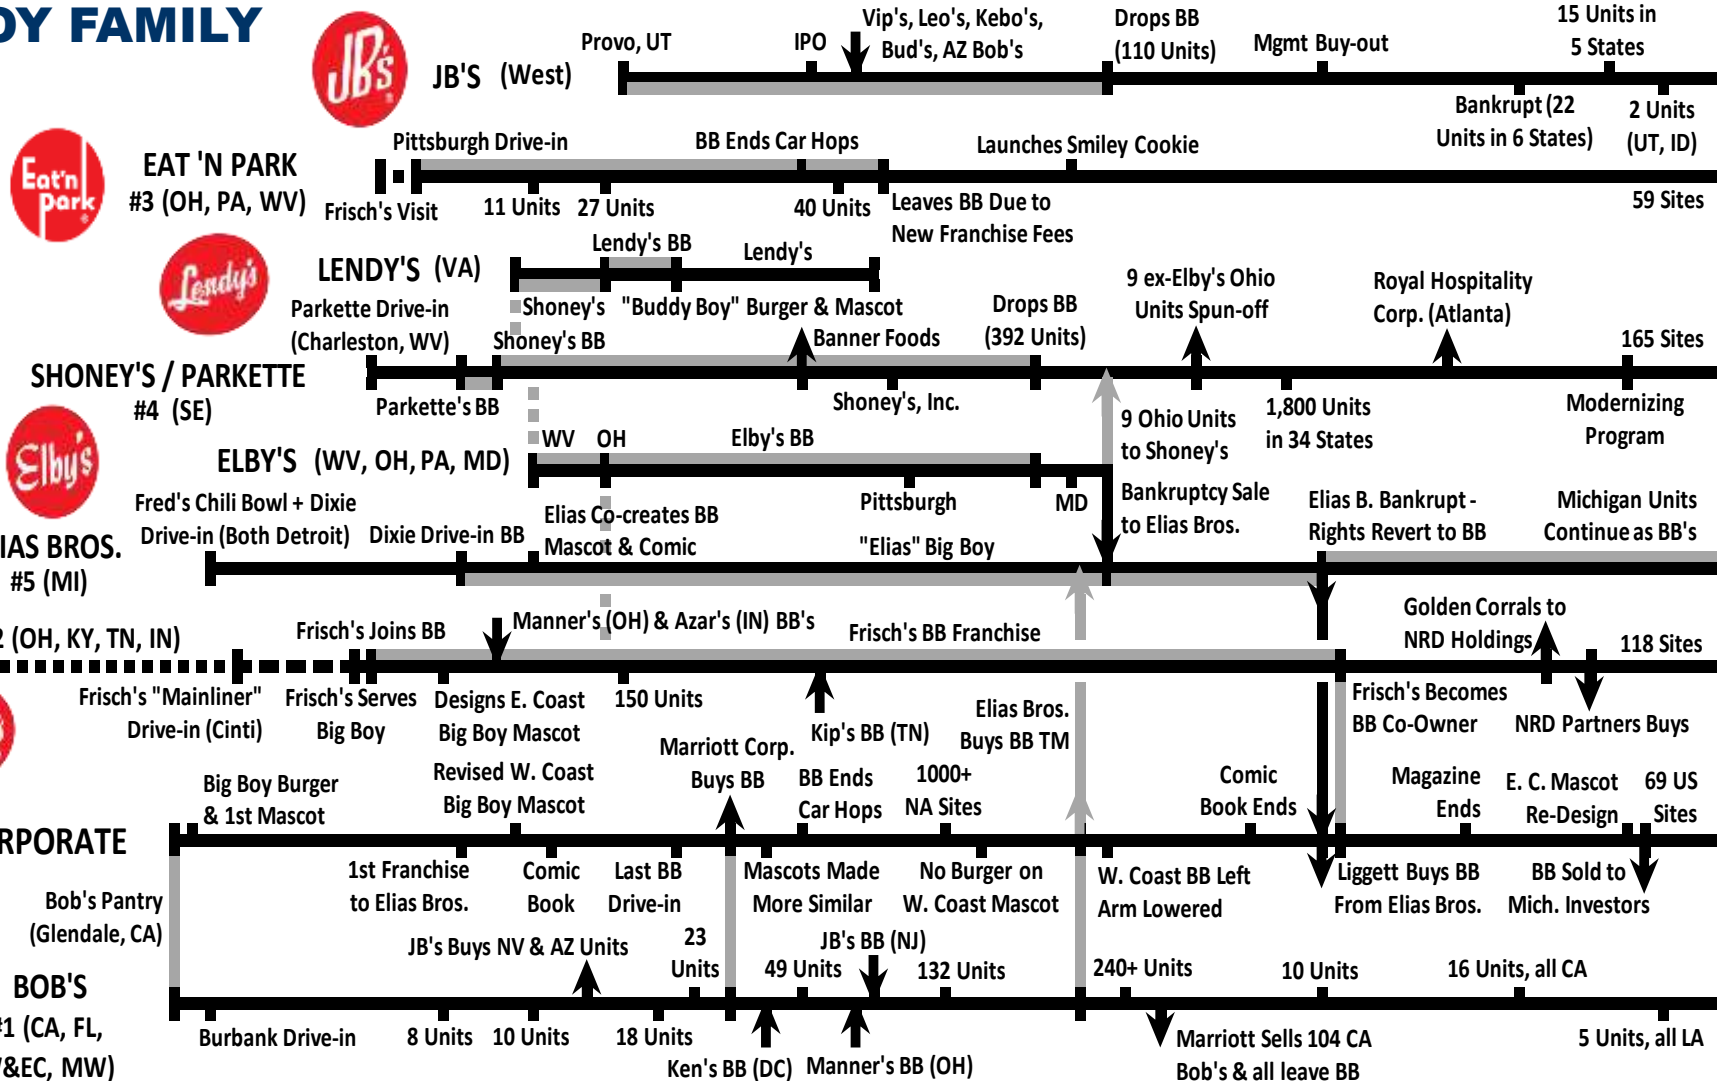 OY FAMILY
JB's
JB'S (West)
Provo, UT
IPO
Vip's, Leo's, Kebo's,
Bud's, AZ Bob's
Drops BB
(110 Units)
Mgmt Buy-out
15 Units in
5 States
Bankrupt (22
Units in 6 States)
2 Units
(UT, ID)
Eat'n
Park
EAT 'N PARK
#3 (OH, PA, WV)
Pittsburgh Drive-in
BB Ends Car Hops
Launches Smiley Cookie
Frisch's Visit
11 Units
27 Units
40 Units
Leaves BB Due to
New Franchise Fees
59 Sites
Lendy's
LENDY'S (VA)
Lendy's BB
Lendy's
Shoney's
"Buddy Boy" Burger & Mascot
Parkette Drive-in
(Charleston, WV)
Shoney's BB
Banner Foods
Drops BB
(392 Units)
9 ex-Elby's Ohio
Units Spun-off
Royal Hospitality
Corp. (Atlanta)
165 Sites
SHONEY'S / PARKETTE
#4 (SE)
Parkette's BB
Shoney's, Inc.
9 Ohio Units
to Shoney's
1,800 Units
in 34 States
Modernizing
Program
Elby's
ELBY'S (WV, OH, PA, MD)
WV
OH
Elby's BB
Pittsburgh
MD
Bankruptcy Sale
to Elias Bros.
Fred's Chili Bowl + Dixie
Drive-in (Both Detroit)
Dixie Drive-in BB
Elias Co-creates BB
Mascot & Comic
"Elias" Big Boy
Elias B. Bankrupt -
Rights Revert to BB
Michigan Units
Continue as BB's
IAS BROS.
#5 (MI)
2 (OH, KY, TN, IN)
Frisch's Joins BB
Manner's (OH) & Azar's (IN) BB's
Frisch's BB Franchise
Golden Corrals to
NRD Holdings
118 Sites
Frisch's "Mainliner"
Drive-in (Cinti)
Frisch's Serves
Big Boy
Designs E. Coast
Big Boy Mascot
150 Units
Kip's BB (TN)
Elias Bros.
Buys BB TM
Frisch's Becomes
BB Co-Owner
NRD Partners Buys
Big Boy Burger
& 1st Mascot
Revised W. Coast
Big Boy Mascot
Marriott Corp.
Buys BB
BB Ends
Car Hops
1000+
NA Sites
Comic
Book Ends
Magazine
Ends
E. C. Mascot
Re-Design
69 US
Sites
RPORATE
1st Franchise
to Elias Bros.
Comic
Book
Last BB
Drive-in
Mascots Made
More Similar
No Burger on
W. Coast Mascot
W. Coast BB Left
Arm Lowered
Liggett Buys BB
From Elias Bros.
BB Sold to
Mich. Investors
Bob's Pantry
(Glendale, CA)
JB's Buys NV & AZ Units
23
Units
49 Units
JB's BB (NJ)
132 Units
240+ Units
10 Units
16 Units, all CA
BOB'S
#1 (CA, FL,
&EC, MW)
Burbank Drive-in
8 Units
10 Units
18 Units
Ken's BB (DC)
Manner's BB (OH)
Marriott Sells 104 CA
Bob's & all leave BB
5 Units, all LA